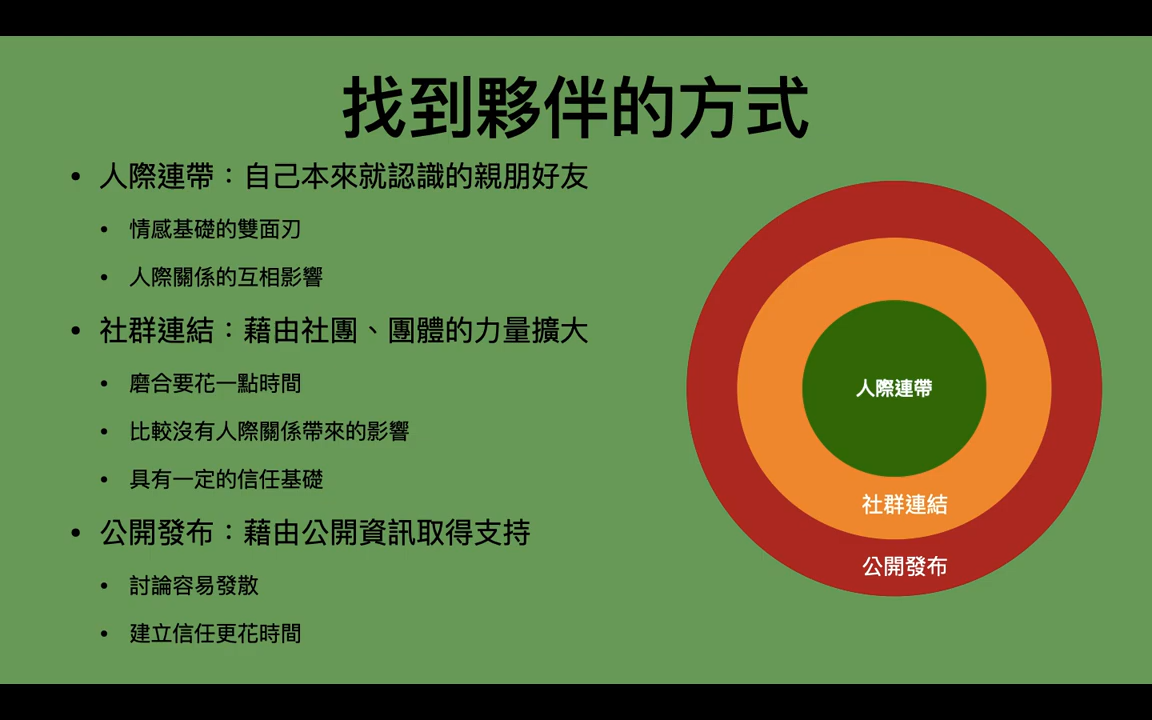 找到夥伴的方式
• 人際連帶：自己本來就認識的親朋好友
• 情感基礎的雙面刃
• 人際關係的互相影響
• 社群連結：藉由社團、團體的力量擴大
• 磨合要花一點時間
• 比較沒有人際關係帶來的影響
• 具有一定的信任基礎
• 公開發布：藉由公開資訊取得支持
• 討論容易發散
• 建立信任更花時間
人際連帶
社群連結
公開發布